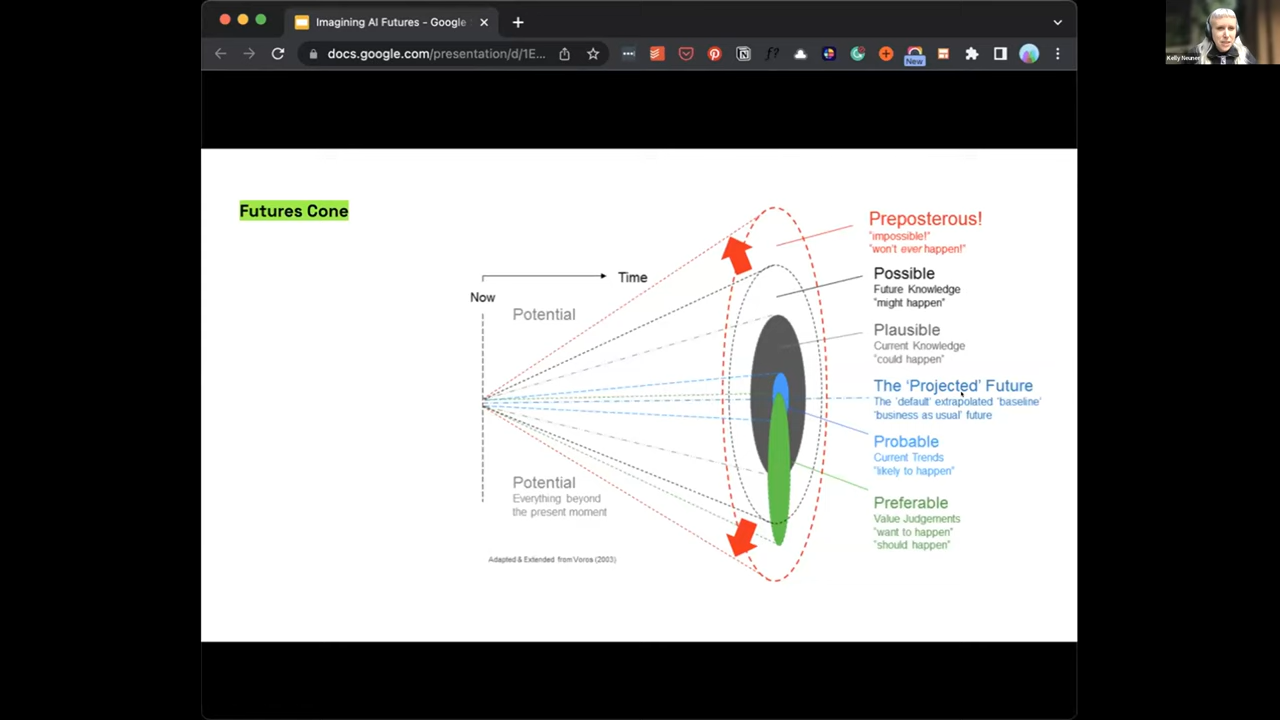 Imagining AI Futures - Google
docs.google.com/presentation/d/1E...
New
Kelly Neuner
Futures Cone
Time
Now
Potential
Potential
Everything beyond
the present moment
Adapted & Extended from Voros (2003)
Preposterous!
"impossible!"
"won't ever happen!"
Possible
Future Knowledge
"might happen"
Plausible
Current Knowledge
"could happen"
The 'Projected' Future
The 'default' extrapolated 'baseline'
'business as usual' future
Probable
Current Trends
"likely to happen"
Preferable
Value Judgements
"want to happen"
"should happen"